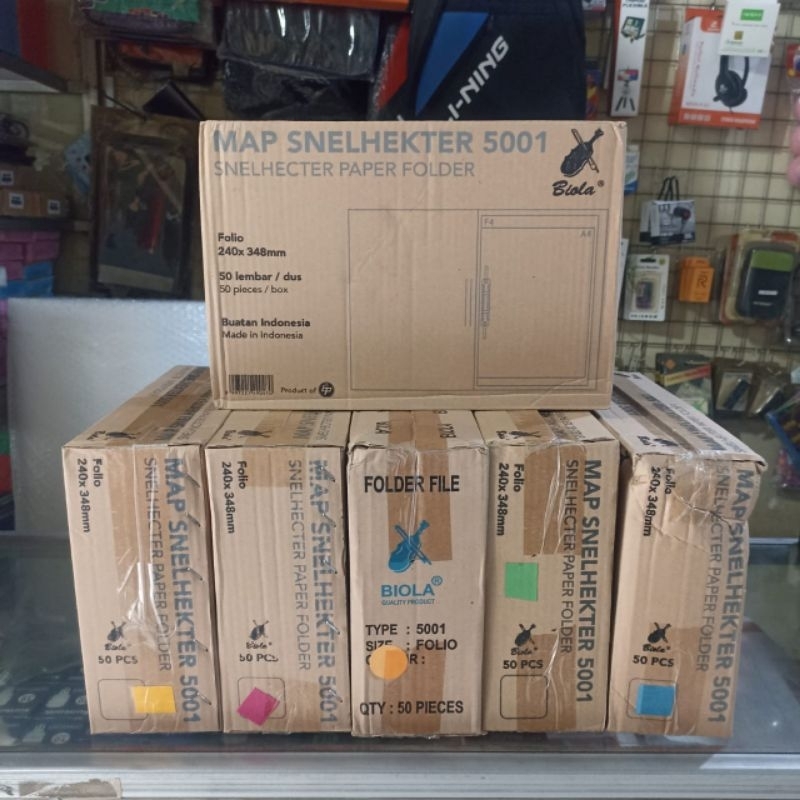 LI-NING
MAP SNELHEKTER 5001
SNELHECTER PAPER FOLDER
Biola®
Folio
240x 348mm
50 lembar / dus
50 pieces / box
Buatan Indonesia
Made in Indonesia
F4
A4
Product of
Folio
240x 348mm
MAP SNELHEKTER 5001
SNELHECTER PAPER FOLDER
Biola
50 PCS
Folio
240x 348mm
MAP SNELHEKTER 5001
SNELHECTER PAPER FOLDER
Biola
50 PCS
FOLDER FILE
BIOLA®
QUALITY PRODUCT
TYPE : 5001
SIZE : FOLIO
QTY : 50 PIECES
Folio
240x 348mm
MAP SNELHEKTER 5001
SNELHECTER PAPER FOLDER
Biola
50 PCS
Folio
240x 348mm
MAP SNELHEKTER 5001
SNELHECTER PAPER FOLDER
Biola
50 PCS